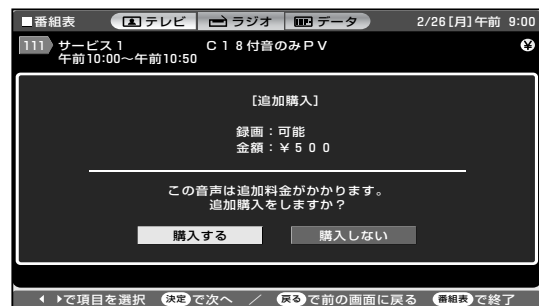 ■番組表 テレビ ラジオ データ 2/26[月]午前 9:00
111 サービス1 C18付音のみPV ¥
午前10:00～午前10:50
[追加購入]
録画：可能
金額：￥５００
この音声は追加料金がかかります。
追加購入をしますか？
購入する 購入しない
で項目を選択 決定で次へ ／ 戻るで前の画面に戻る 番組表で終了